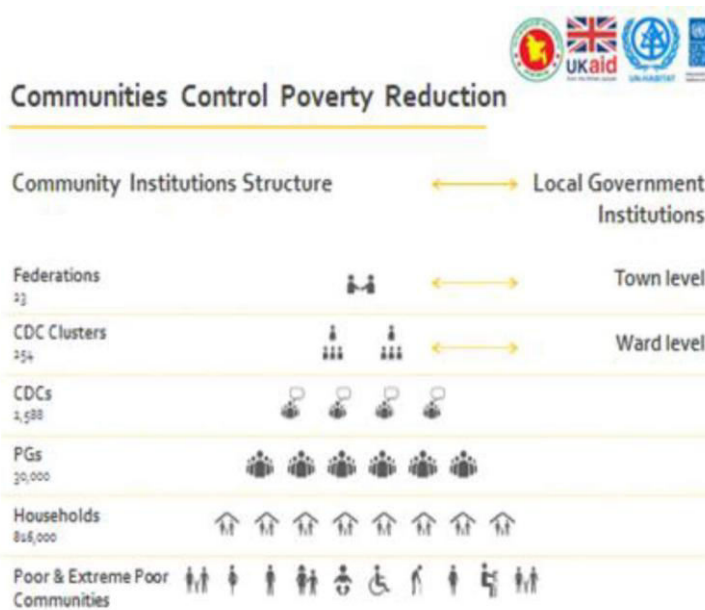 UKaid
UN-HABITAT
Communities Control Poverty Reduction
Community Institutions Structure
Local Government
Institutions
Federations
23
Town level
CDC Clusters
254
Ward level
CDCs
2,588
PGs
30,000
Households
816,000
Poor & Extreme Poor
Communities